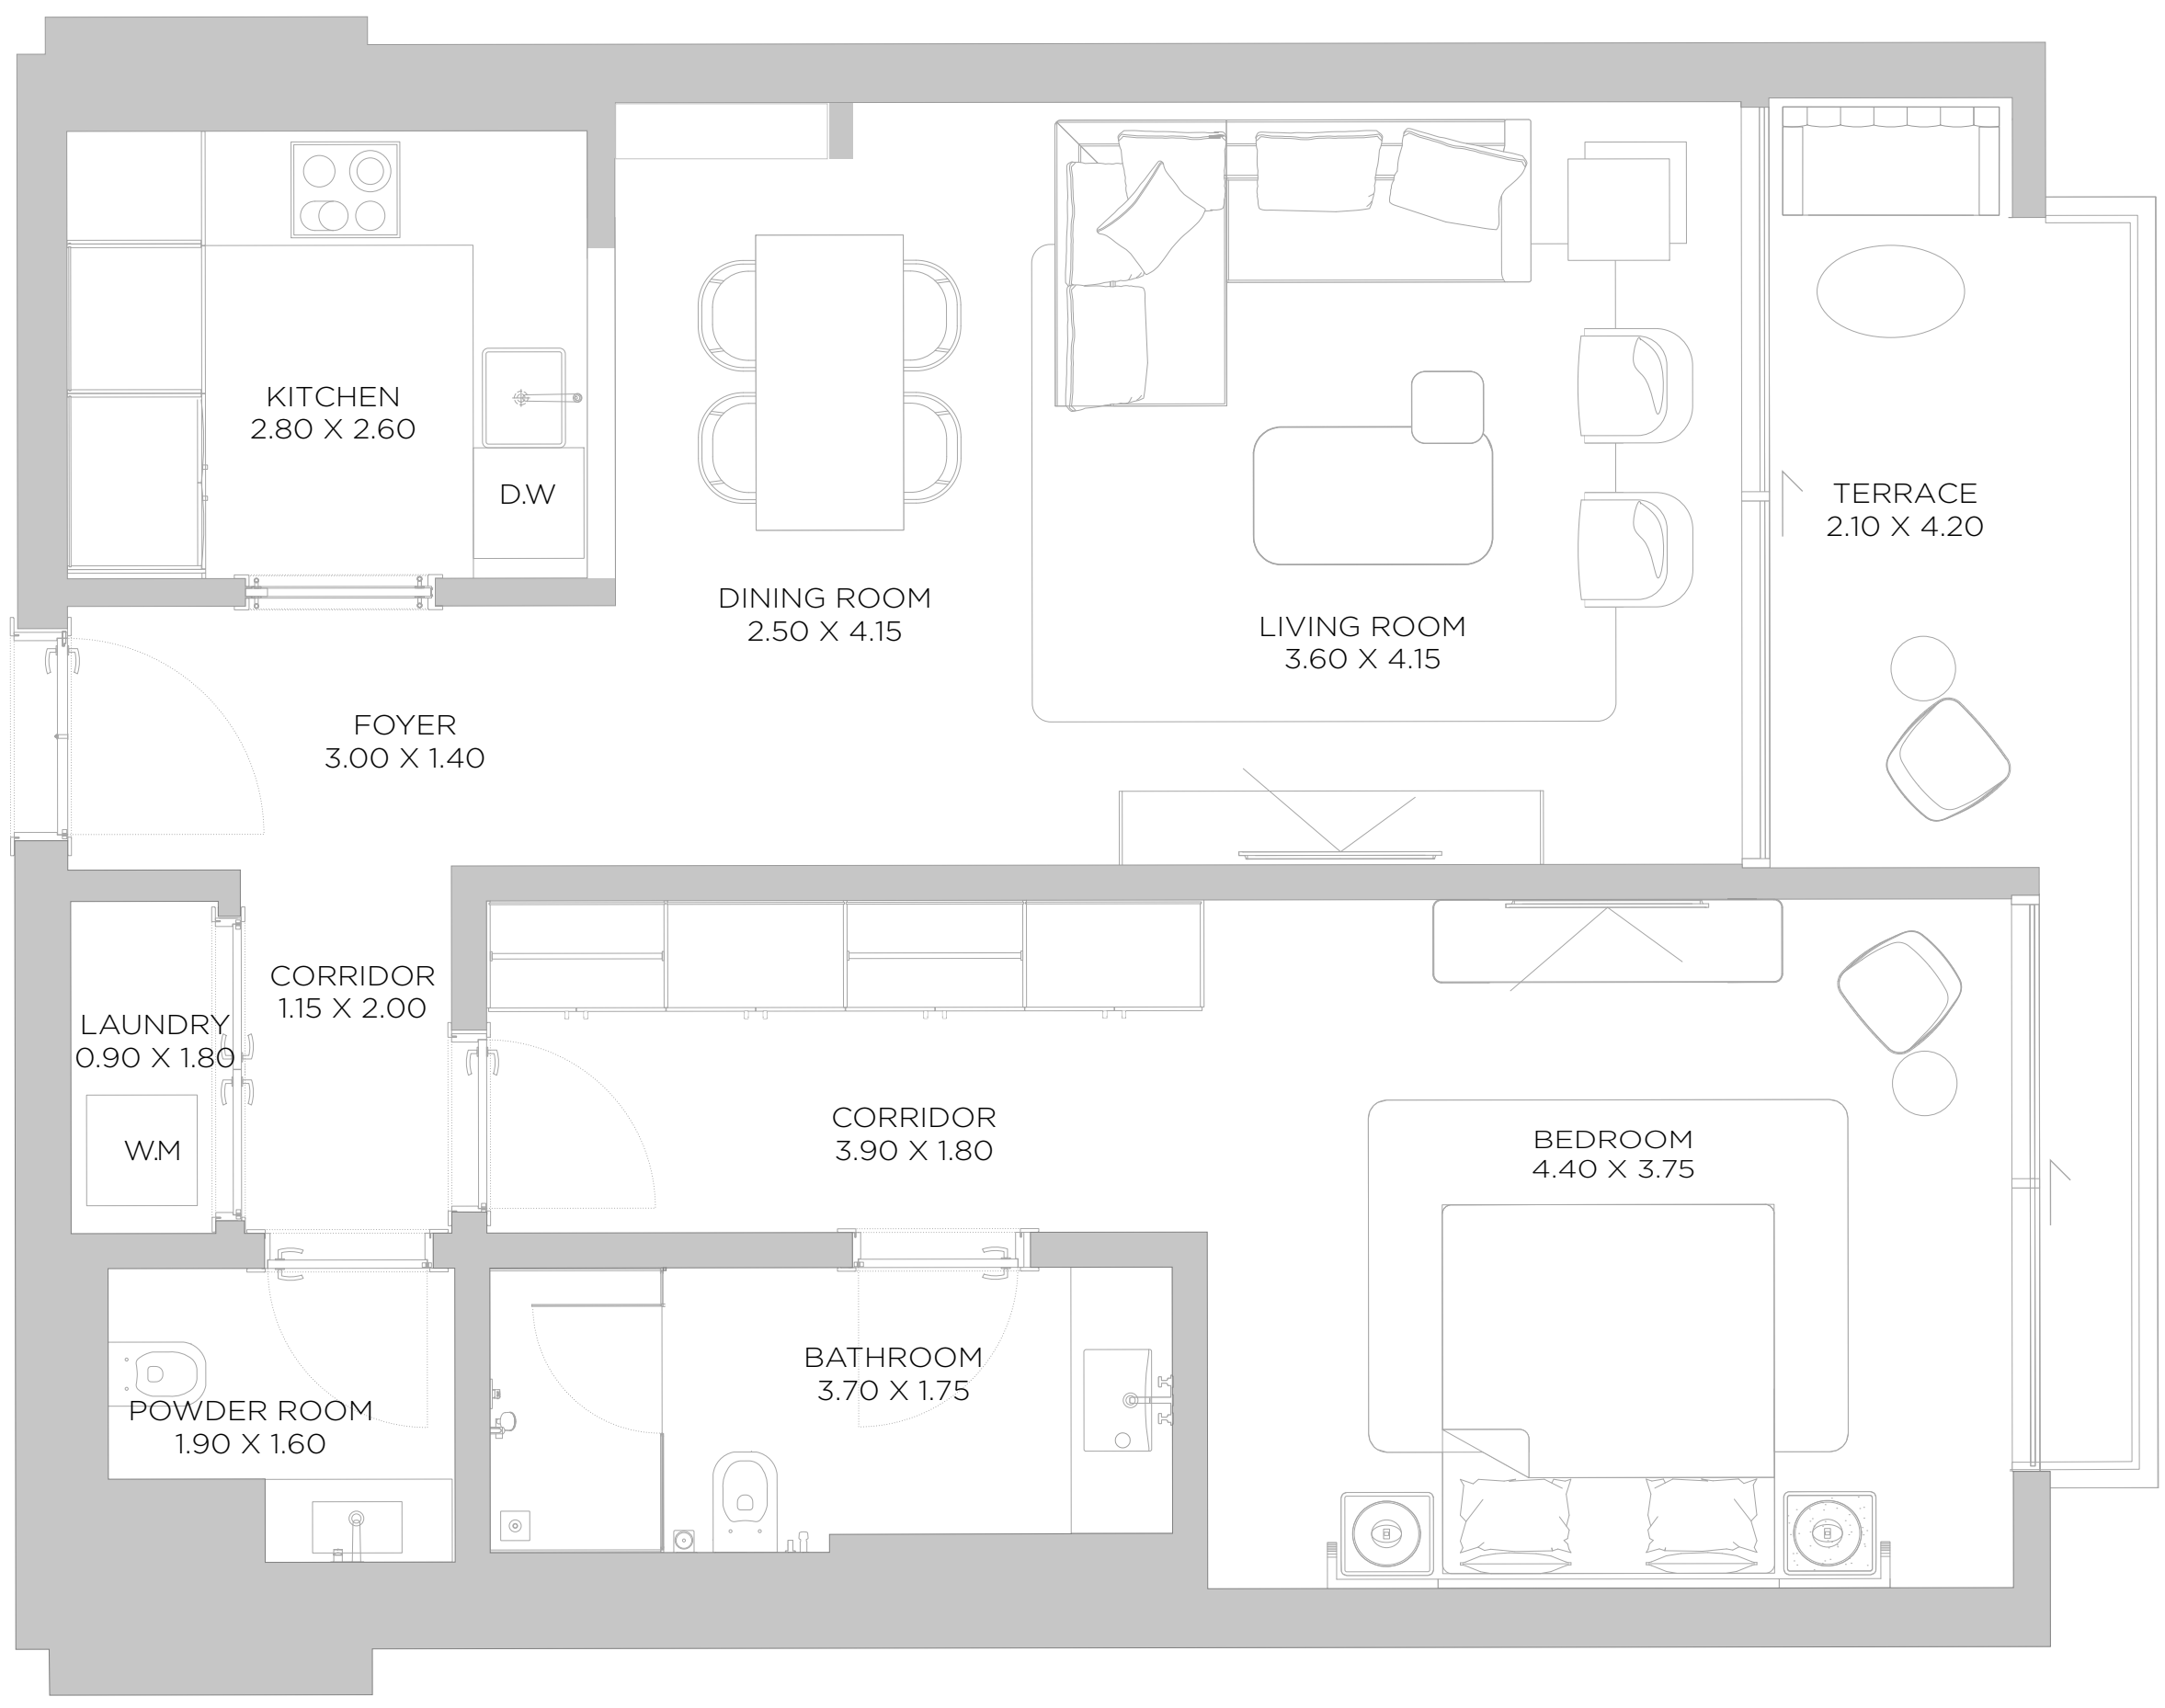 KITCHEN
2.80 X 2.60
D.W
TERRACE
2.10 X 4.20
DINING ROOM
2.50 X 4.15
LIVING ROOM
3.60 X 4.15
FOYER
3.00 X 1.40
CORRIDOR
1.15 X 2.00
LAUNDRY
0.90 X 1.80
W.M
CORRIDOR
3.90 X 1.80
BEDROOM
4.40 X 3.75
BATHROOM
3.70 X 1.75
POWDER ROOM
1.90 X 1.60